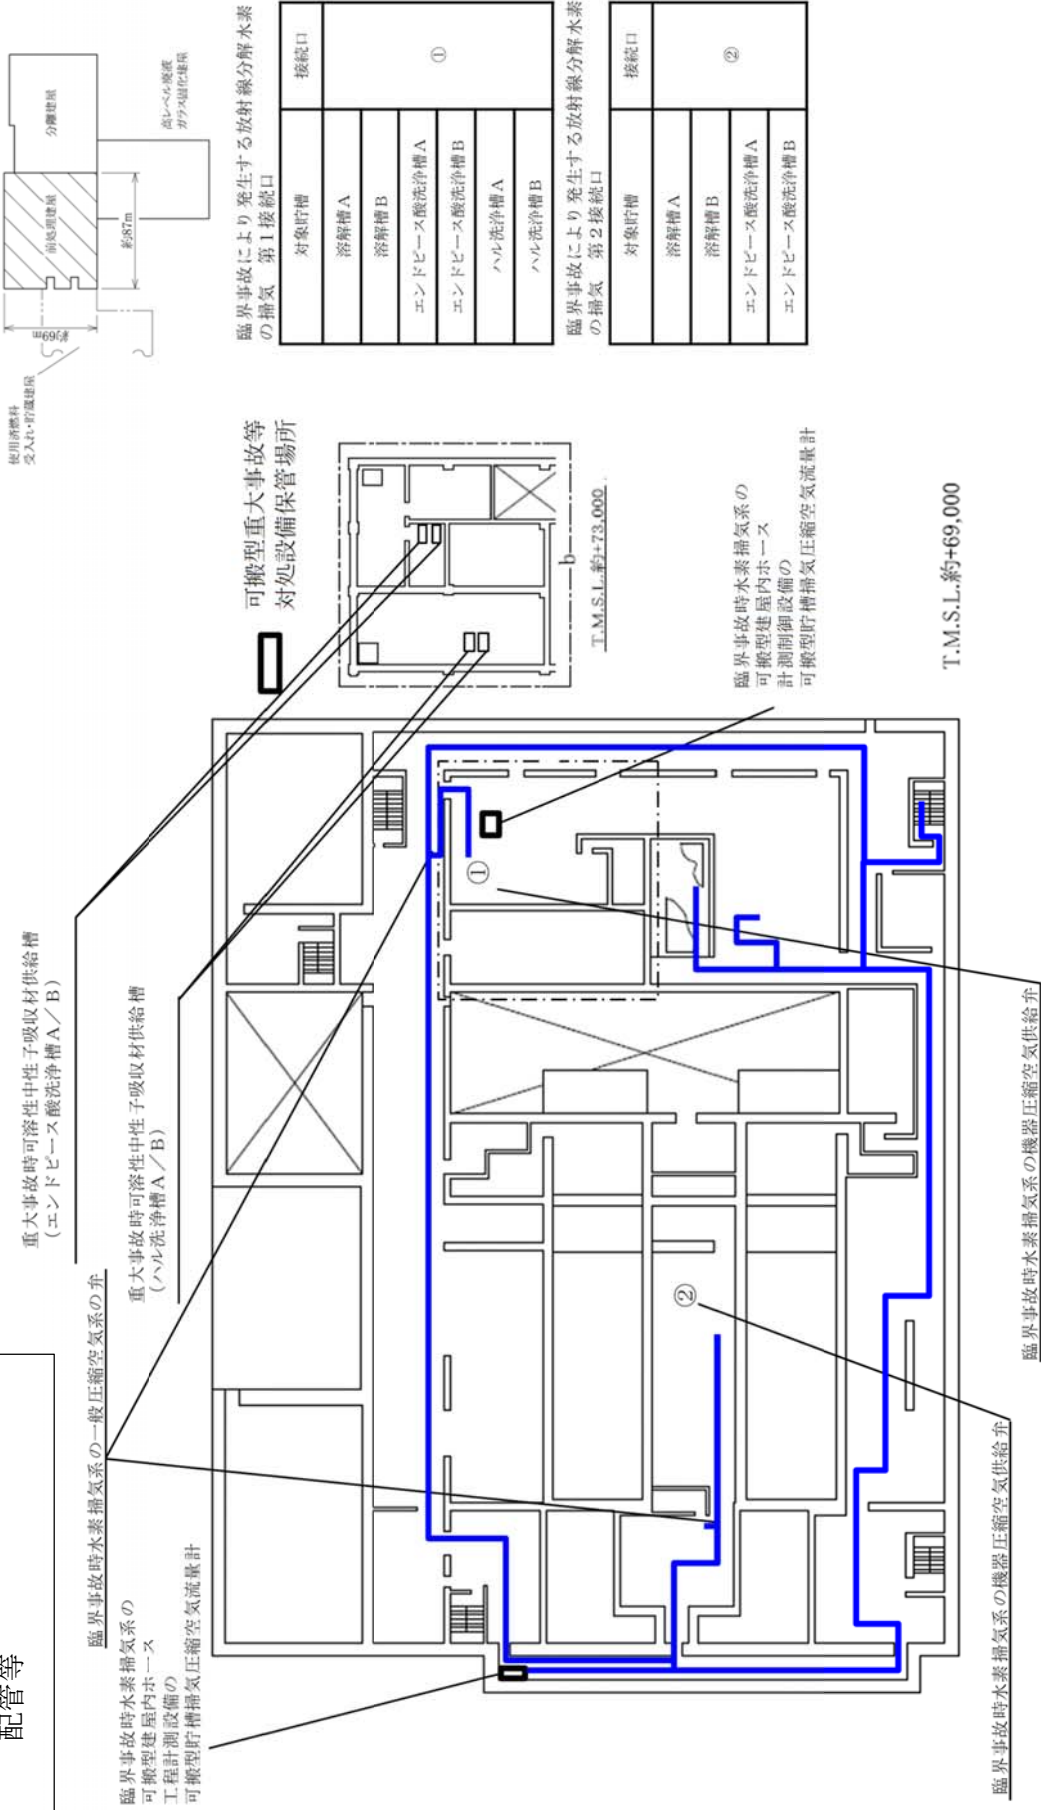 配管等
臨界事故時水素掃気系の
可搬型建屋内ホース
工程計測設備の
可搬型貯槽掃気圧縮空気流量計
臨界事故時水素掃気系の一般圧縮空気系の弁
重大事故時可溶性中性子吸収材供給槽
(エンドピース酸洗浄槽A/B)
重大事故時可溶性中性子吸収材供給槽
(ハル洗浄槽A/B)
可搬型重大事故等
対処設備保管場所
使用済燃料
受入れ・貯蔵建屋
約69m
前処理建屋
分離建屋
約87m
高レベル廃液
ガラス固化建屋
臨界事故により発生する放射線分解水素
の掃気 第1接続口
対象貯槽 接続口
溶解槽A ①
溶解槽B
エンドピース酸洗浄槽A
エンドピース酸洗浄槽B
ハル洗浄槽A
ハル洗浄槽B
臨界事故により発生する放射線分解水素
の掃気 第2接続口
対象貯槽 接続口
溶解槽A ②
溶解槽B
エンドピース酸洗浄槽A
エンドピース酸洗浄槽B
b
T.M.S.L.約+73,000
臨界事故時水素掃気系の
可搬型建屋内ホース
計測制御設備の
可搬型貯槽掃気圧縮空気流量計
①
②
T.M.S.L.約+69,000
臨界事故時水素掃気系の機器圧縮空気供給弁
臨界事故時水素掃気系の機器圧縮空気供給弁